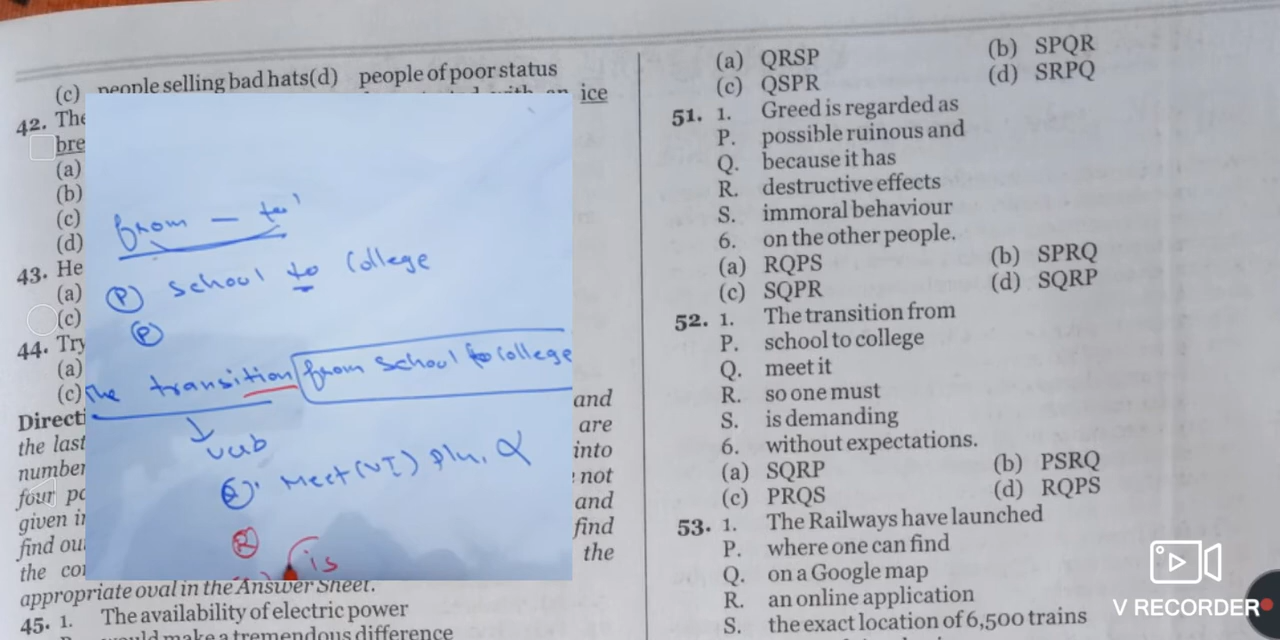 (c) people selling bad hats(d) people of poor status
ice
42. The
bre
(a)
(b)
(c)
(d)
43. He
(a)
(c)
44. Try
(a)
(c)
Directi
the last
number
four pa
given in
find ou
the cor
and
are
into
not
and
find
the
appropriate oval in the Answer Sheet.
45. 1. The availability of electric power
would make a tremendous difference
from – to
(P) School to College
(P)
The transition from School to College
verb
Meet (VI) plu.
(R)
is
(a) QRSP (b) SPQR
(c) QSPR (d) SRPQ
51. 1. Greed is regarded as
P. possible ruinous and
Q. because it has
R. destructive effects
S. immoral behaviour
6. on the other people.
(a) RQPS (b) SPRQ
(c) SQPR (d) SQRP
52. 1. The transition from
P. school to college
Q. meet it
R. so one must
S. is demanding
6. without expectations.
(a) SQRP (b) PSRQ
(c) PRQS (d) RQPS
53. 1. The Railways have launched
P. where one can find
Q. on a Google map
R. an online application
S. the exact location of 6,500 trains
V RECORDER